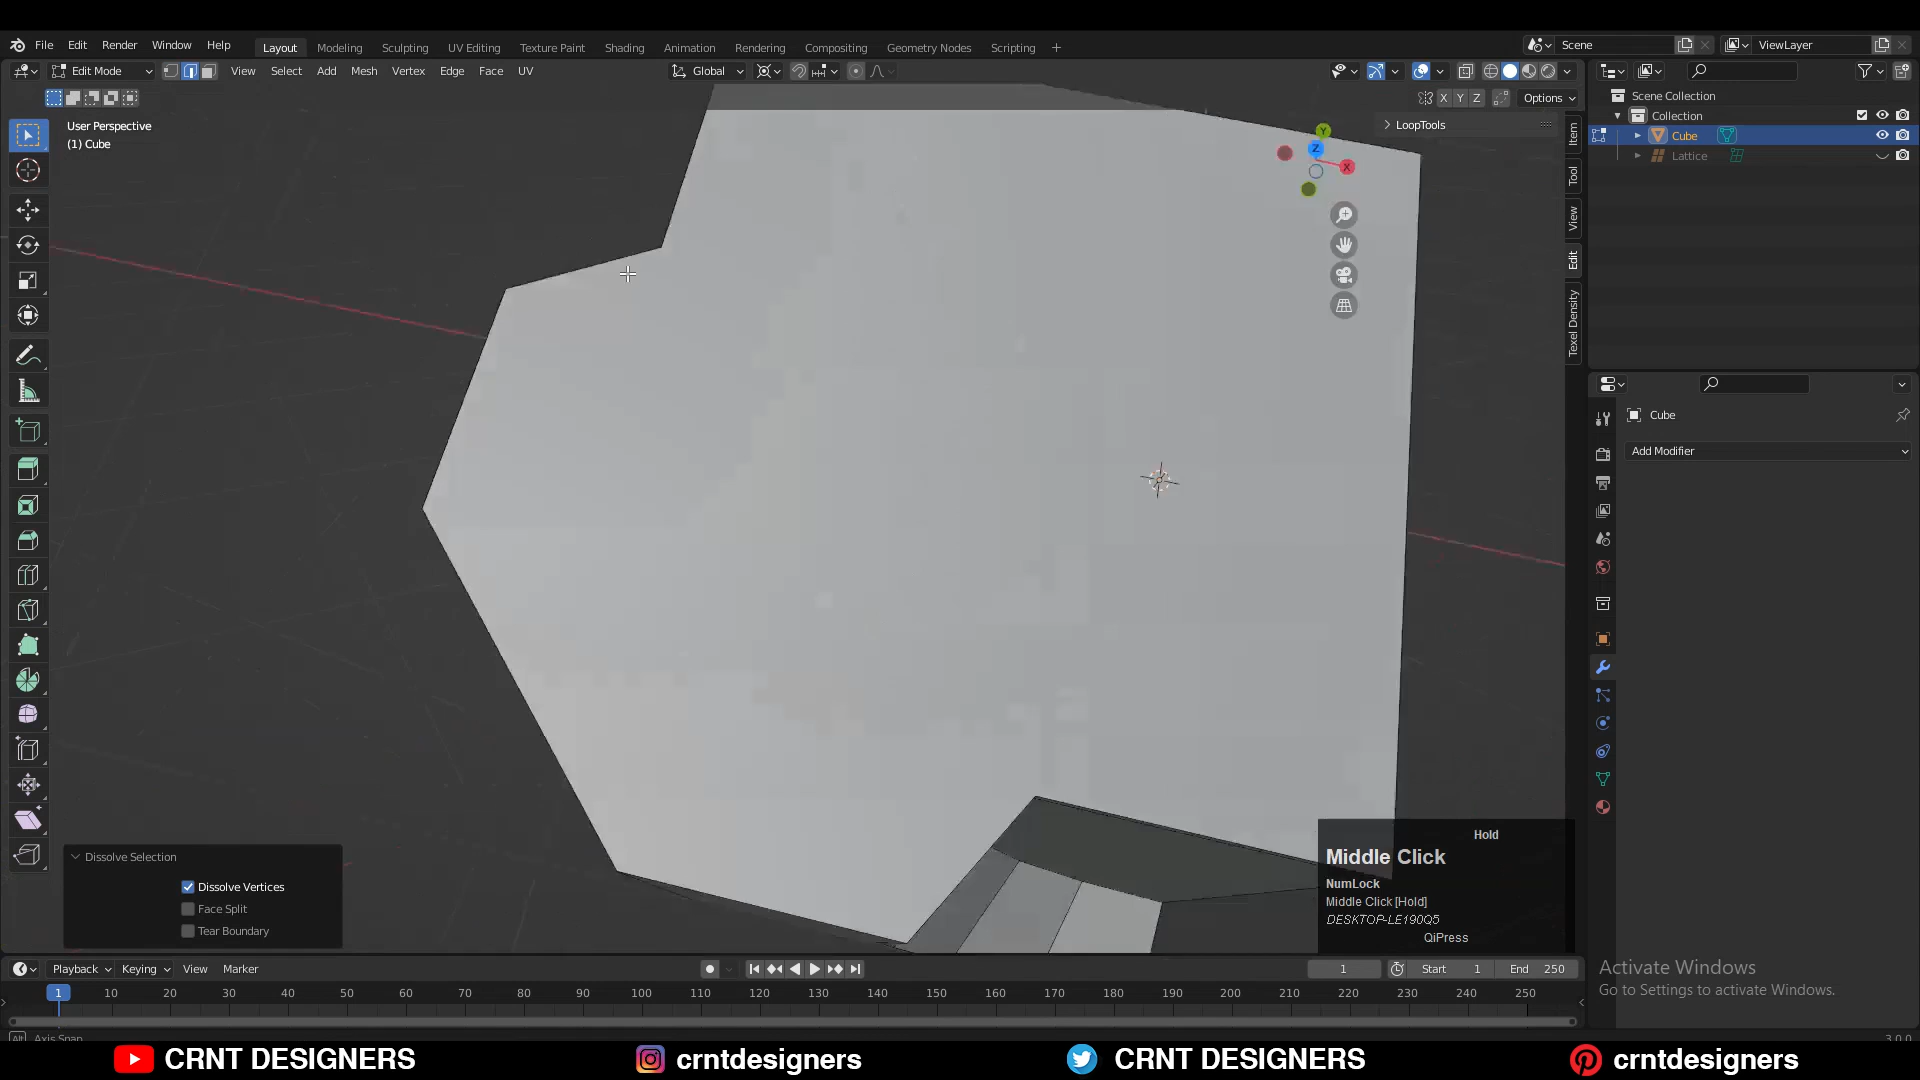 File Edit Render Window Help
Layout Modeling Sculpting UV Editing Texture Paint Shading Animation Rendering Compositing Geometry Nodes Scripting +
Scene
ViewLayer
Edit Mode
View Select Add Mesh Vertex Edge Face UV
Global
X Y Z
Options
User Perspective
(1) Cube
LoopTools
Y
Z
X
Item
Tool
View
Edit
Texel Density
Scene Collection
Collection
Cube
Lattice
Cube
Add Modifier
Dissolve Selection
Dissolve Vertices
Face Split
Tear Boundary
Hold
Middle Click
NumLock
Middle Click [Hold]
DESKTOP-LE190Q5
QiPress
Playback Keying View Marker
1
Start 1
End 250
1 10 20 30 40 50 60 70 80 90 100 110 120 130 140 150 160 170 180 190 200 210 220 230 240 250
Activate Windows
Go to Settings to activate Windows.
Alt Axis Snap
3.0.0
CRNT DESIGNERS
crntdesigners
CRNT DESIGNERS
crntdesigners